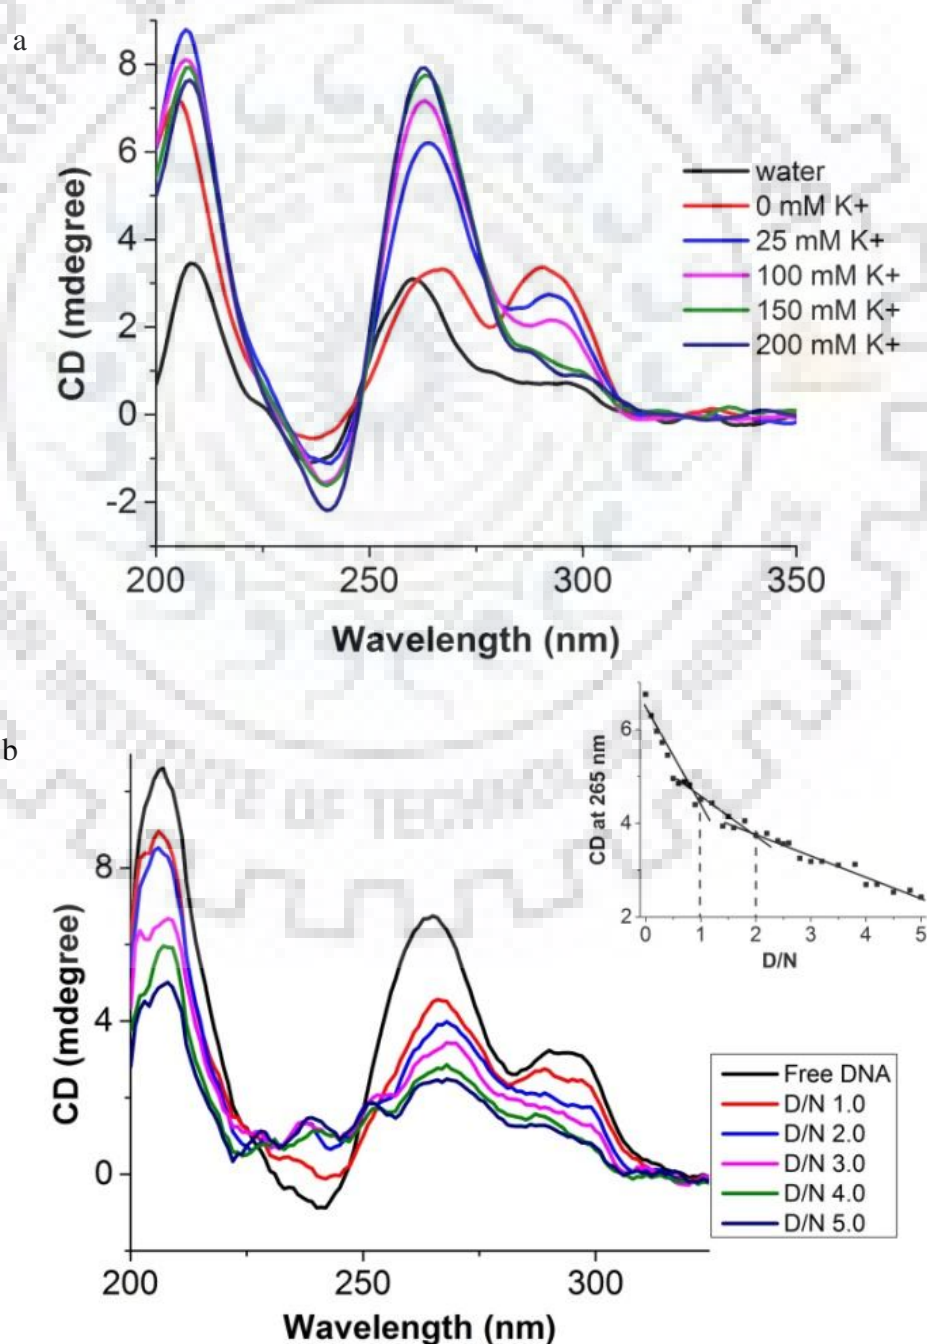 a
CD (mdegree)
8
6
4
2
0
-2
200
250
300
350
Wavelength (nm)
water
0 mM K+
25 mM K+
100 mM K+
150 mM K+
200 mM K+
b
CD (mdegree)
8
4
0
200
250
300
Wavelength (nm)
CD at 265 nm
6
4
2
0
1
2
3
4
5
D/N
Free DNA
D/N 1.0
D/N 2.0
D/N 3.0
D/N 4.0
D/N 5.0